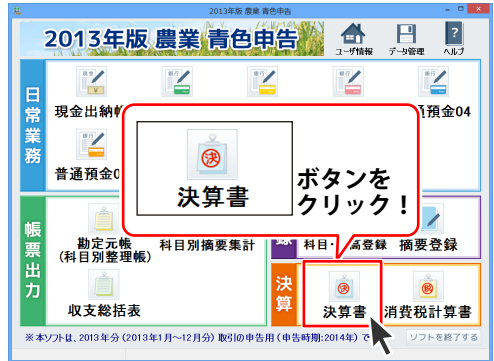 2013年版 農業 青色申告
2013年版 農業 青色申告
ユーザ情報
データ管理
ヘルプ
日常業務
現金出納帳
預金04
普通預金0
決算書
ボタンを
クリック！
帳票出力
勘定元帳
(科目別整理帳)
科目別摘要集計
科目・
高登録
摘要登録
収支総括表
決算
決算書
消費税計算書
※本ソフトは、2013年分(2013年1月～12月分)取引の申告用(申告時期:2014年)で
ソフトを終了する